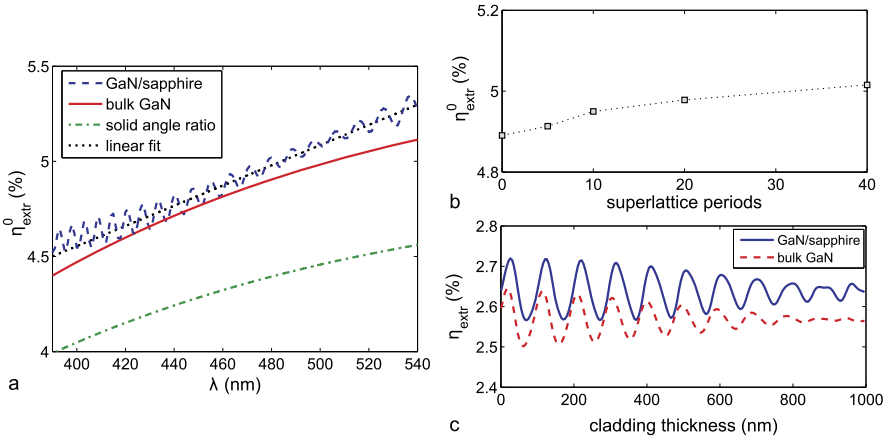 5.5
5
4.5
4
η⁰extr (%)
GaN/sapphire
bulk GaN
solid angle ratio
linear fit
400 420 440 460 480 500 520 540
λ (nm)
a
5.2
5
4.8
η⁰extr (%)
0 10 20 30 40
superlattice periods
b
2.8
2.7
2.6
2.5
2.4
ηextr (%)
GaN/sapphire
bulk GaN
0 200 400 600 800 1000
cladding thickness (nm)
c